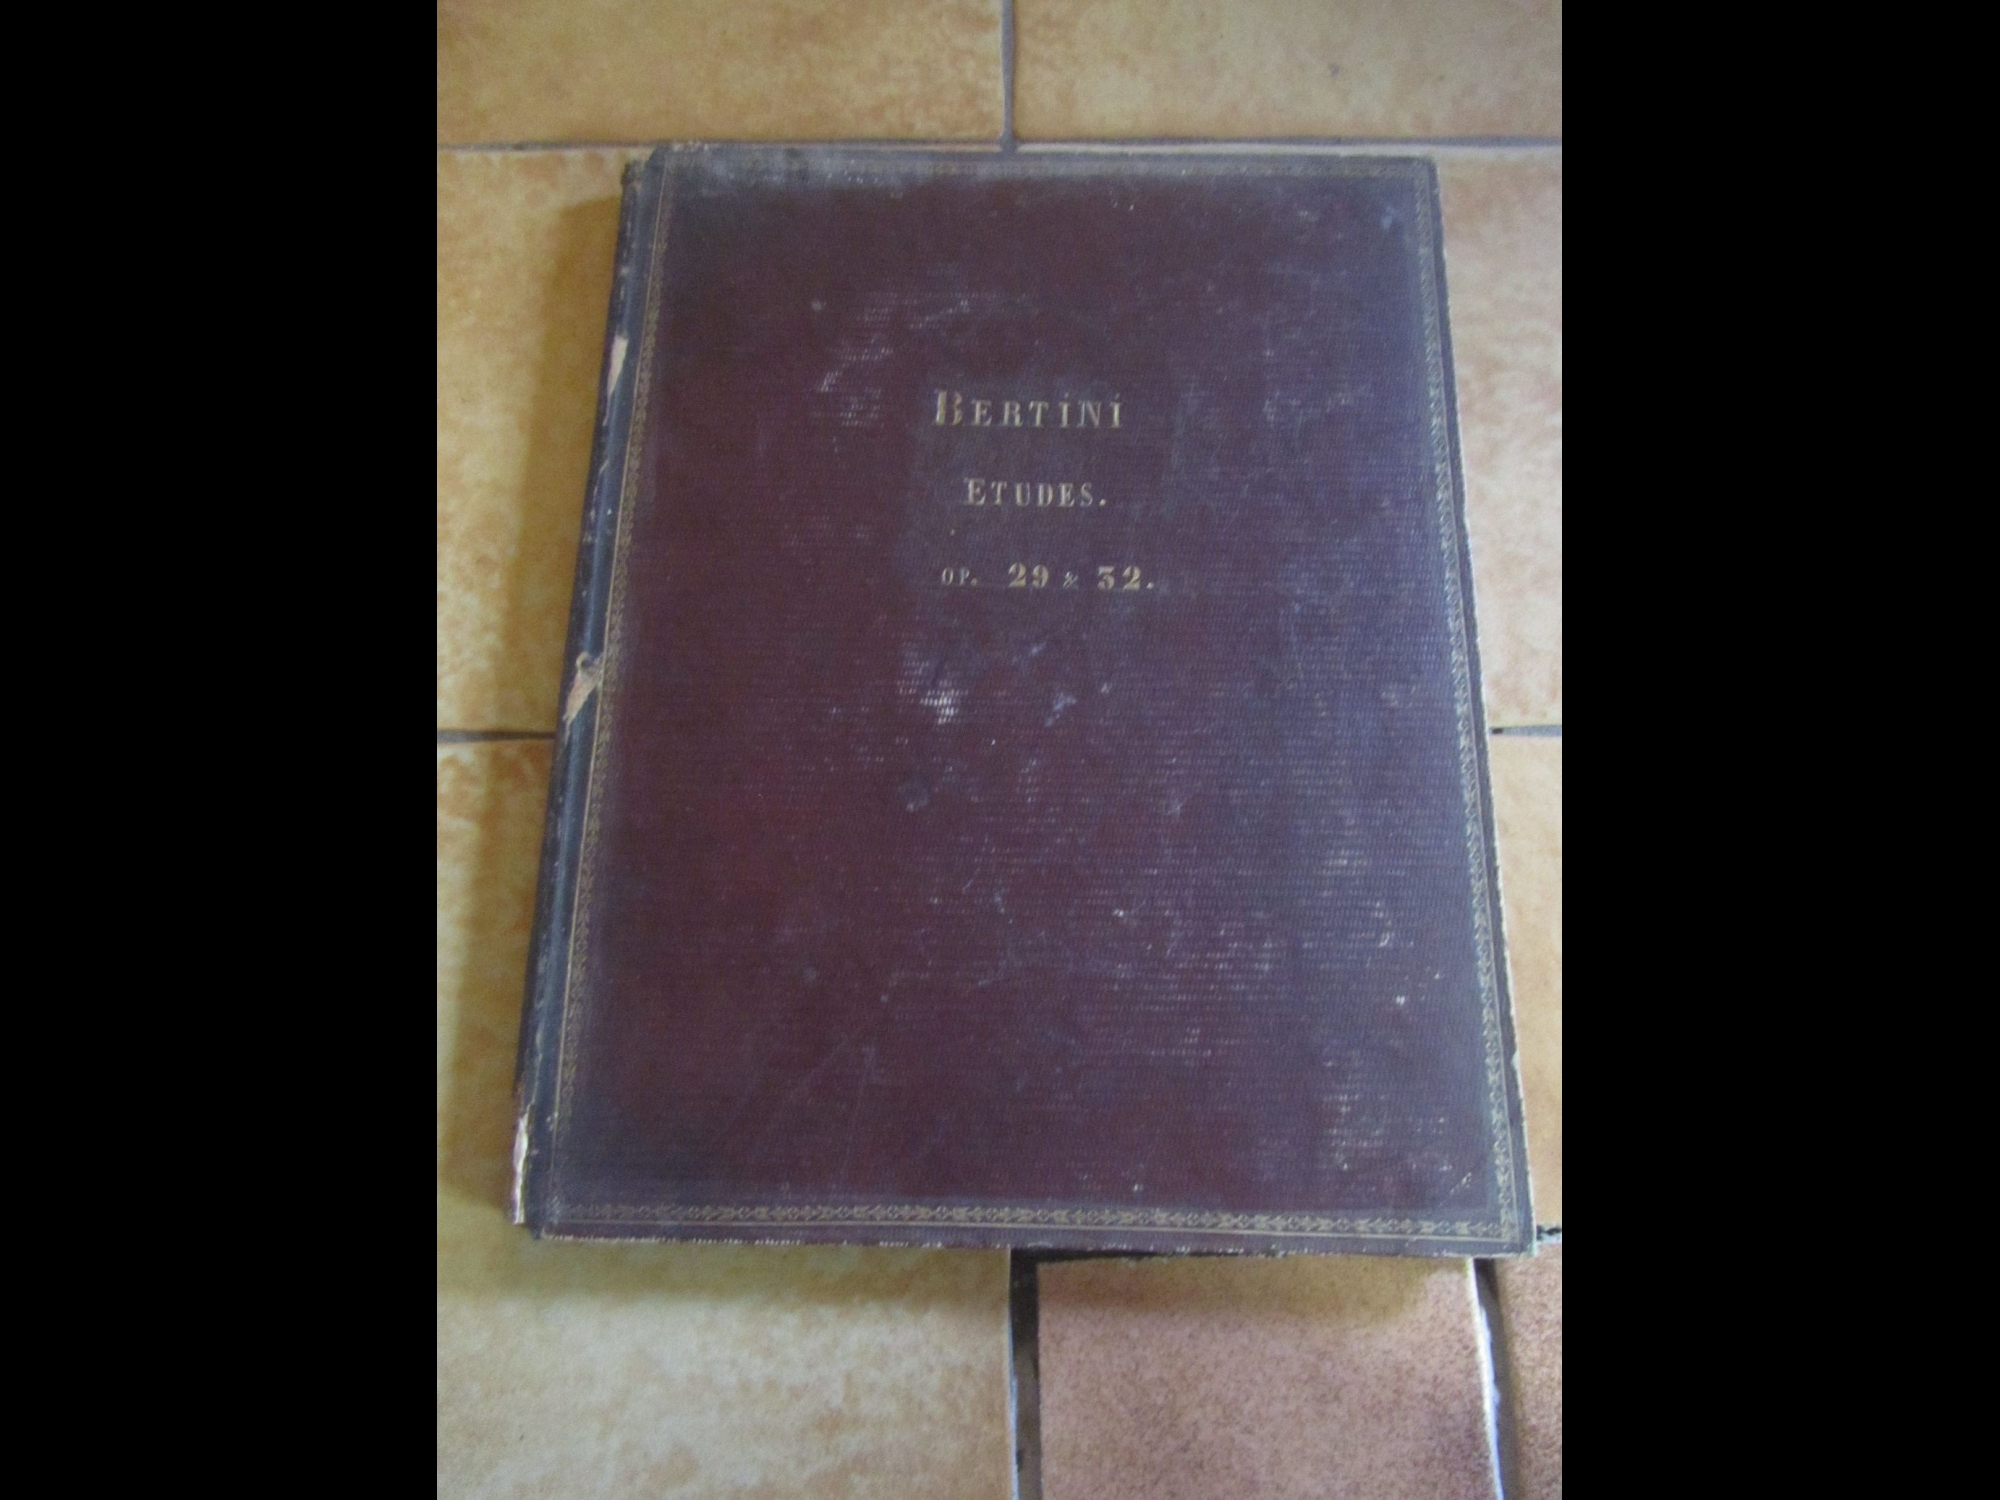 BERTINI
ETUDES.
OP. 29 & 32.